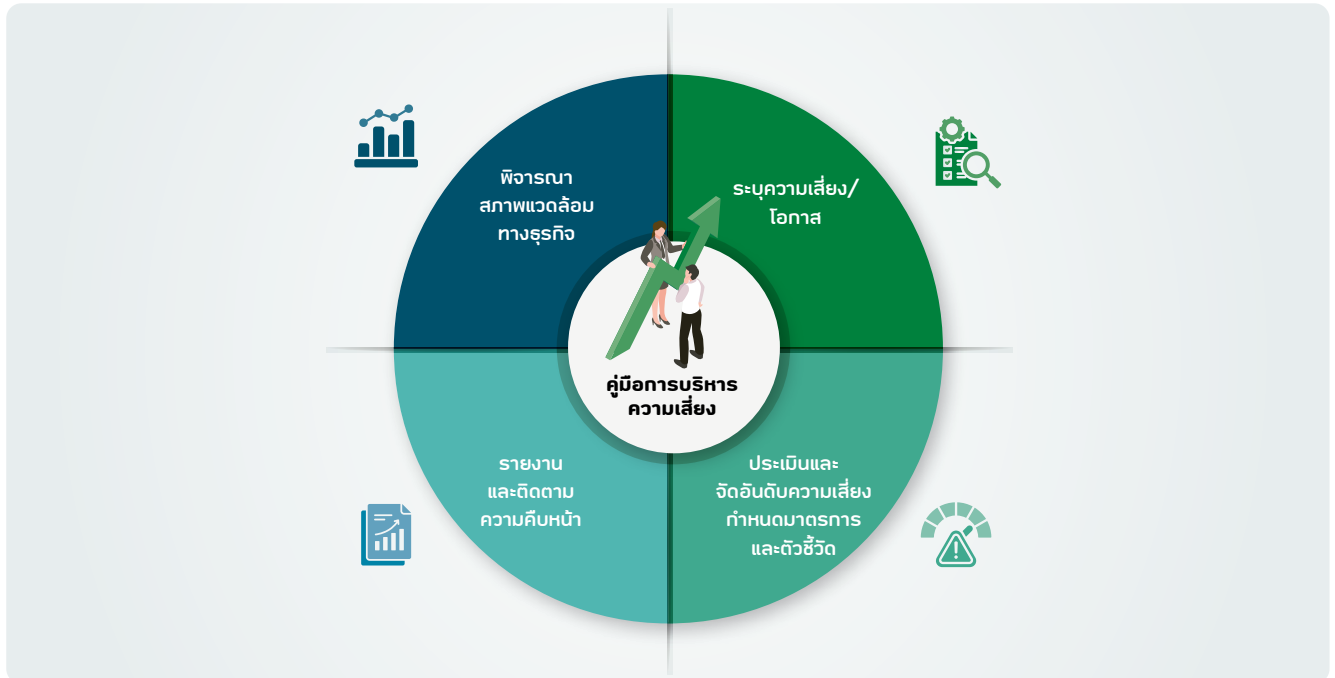 พิจารณา
สภาพแวดล้อม
ทางธุรกิจ
ระบุความเสี่ยง/
โอกาส
คู่มือการบริหาร
ความเสี่ยง
รายงาน
และติดตาม
ความคืบหน้า
ประเมินและ
จัดอันดับความเสี่ยง
กำหนดมาตรการ
และตัวชี้วัด